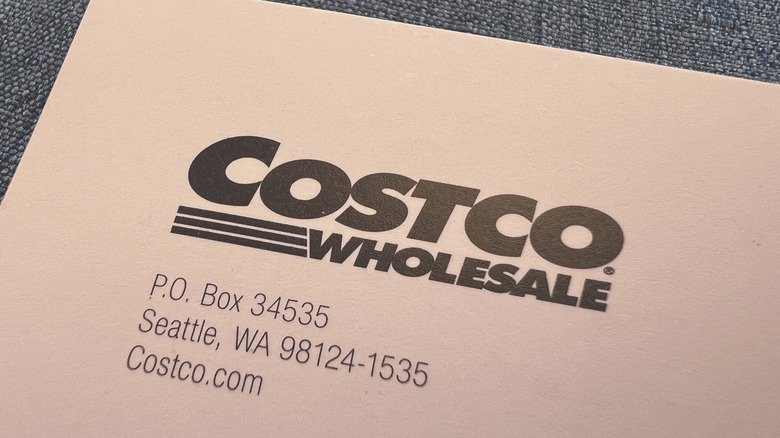 COSTCO
WHOLESALE
P.O. Box 34535
Seattle, WA 98124-1535
Costco.com